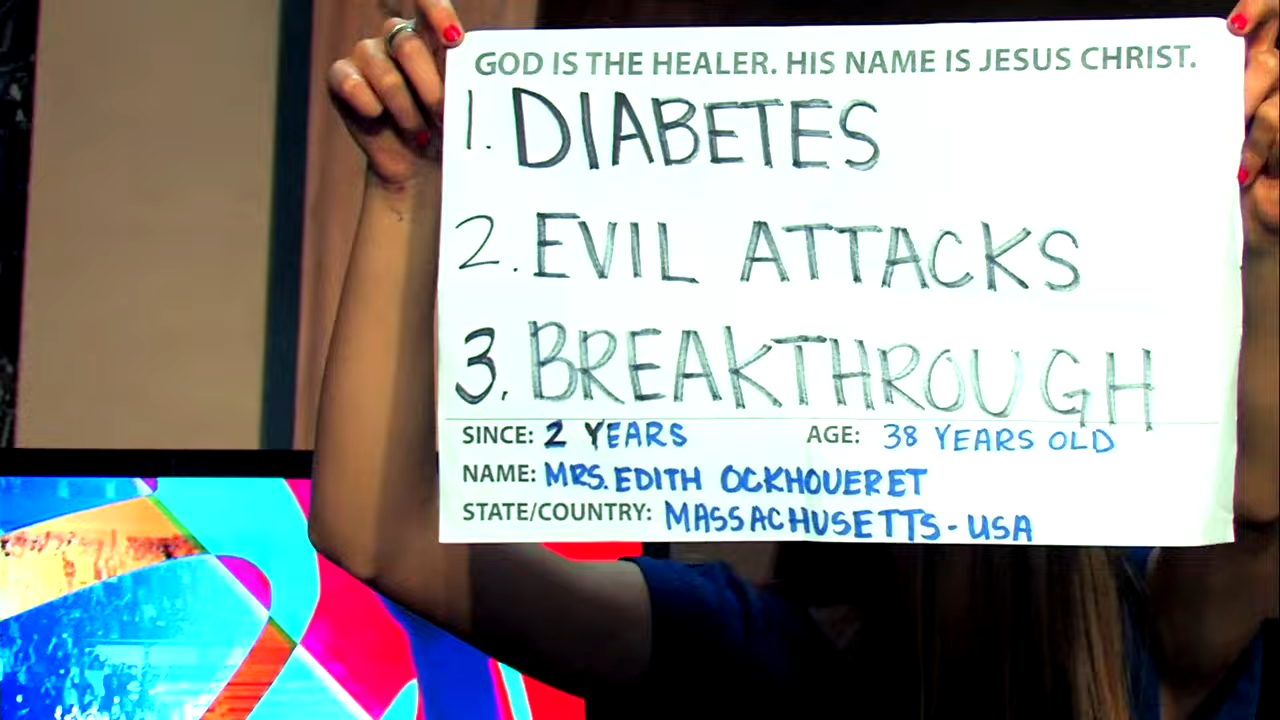 GOD IS THE HEALER. HIS NAME IS JESUS CHRIST.
1. DIABETES
2. EVIL ATTACKS
3. BREAKTHROUGH
SINCE: 2 YEARS AGE: 38 YEARS OLD
NAME: MRS. EDITH OCKHOUERET
STATE/COUNTRY: MASSACHUSETTS - USA